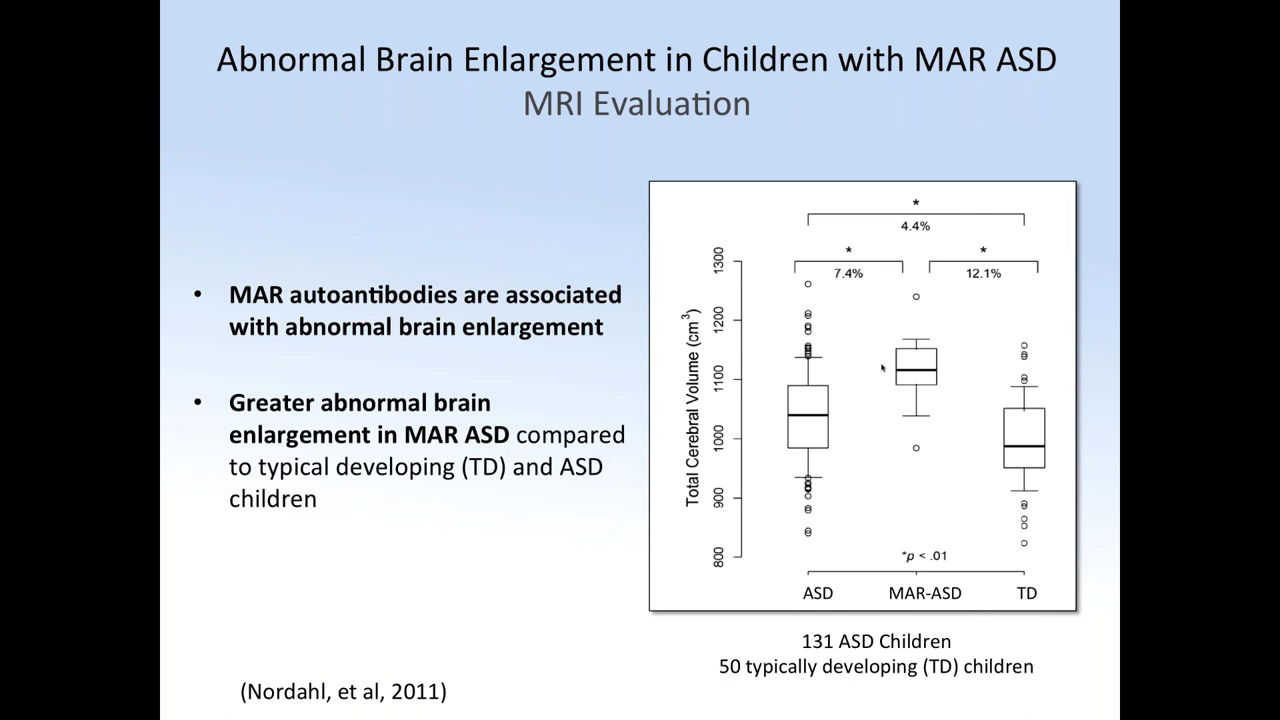 Abnormal Brain Enlargement in Children with MAR ASD
MRI Evaluation
• MAR autoantibodies are associated
with abnormal brain enlargement
• Greater abnormal brain
enlargement in MAR ASD compared
to typical developing (TD) and ASD
children
(Nordahl, et al, 2011)
*
4.4%
* *
7.4% 12.1%
Total Cerebral Volume (cm³)
1300
1200
1100
1000
900
800
*p < .01
ASD MAR-ASD TD
131 ASD Children
50 typically developing (TD) children